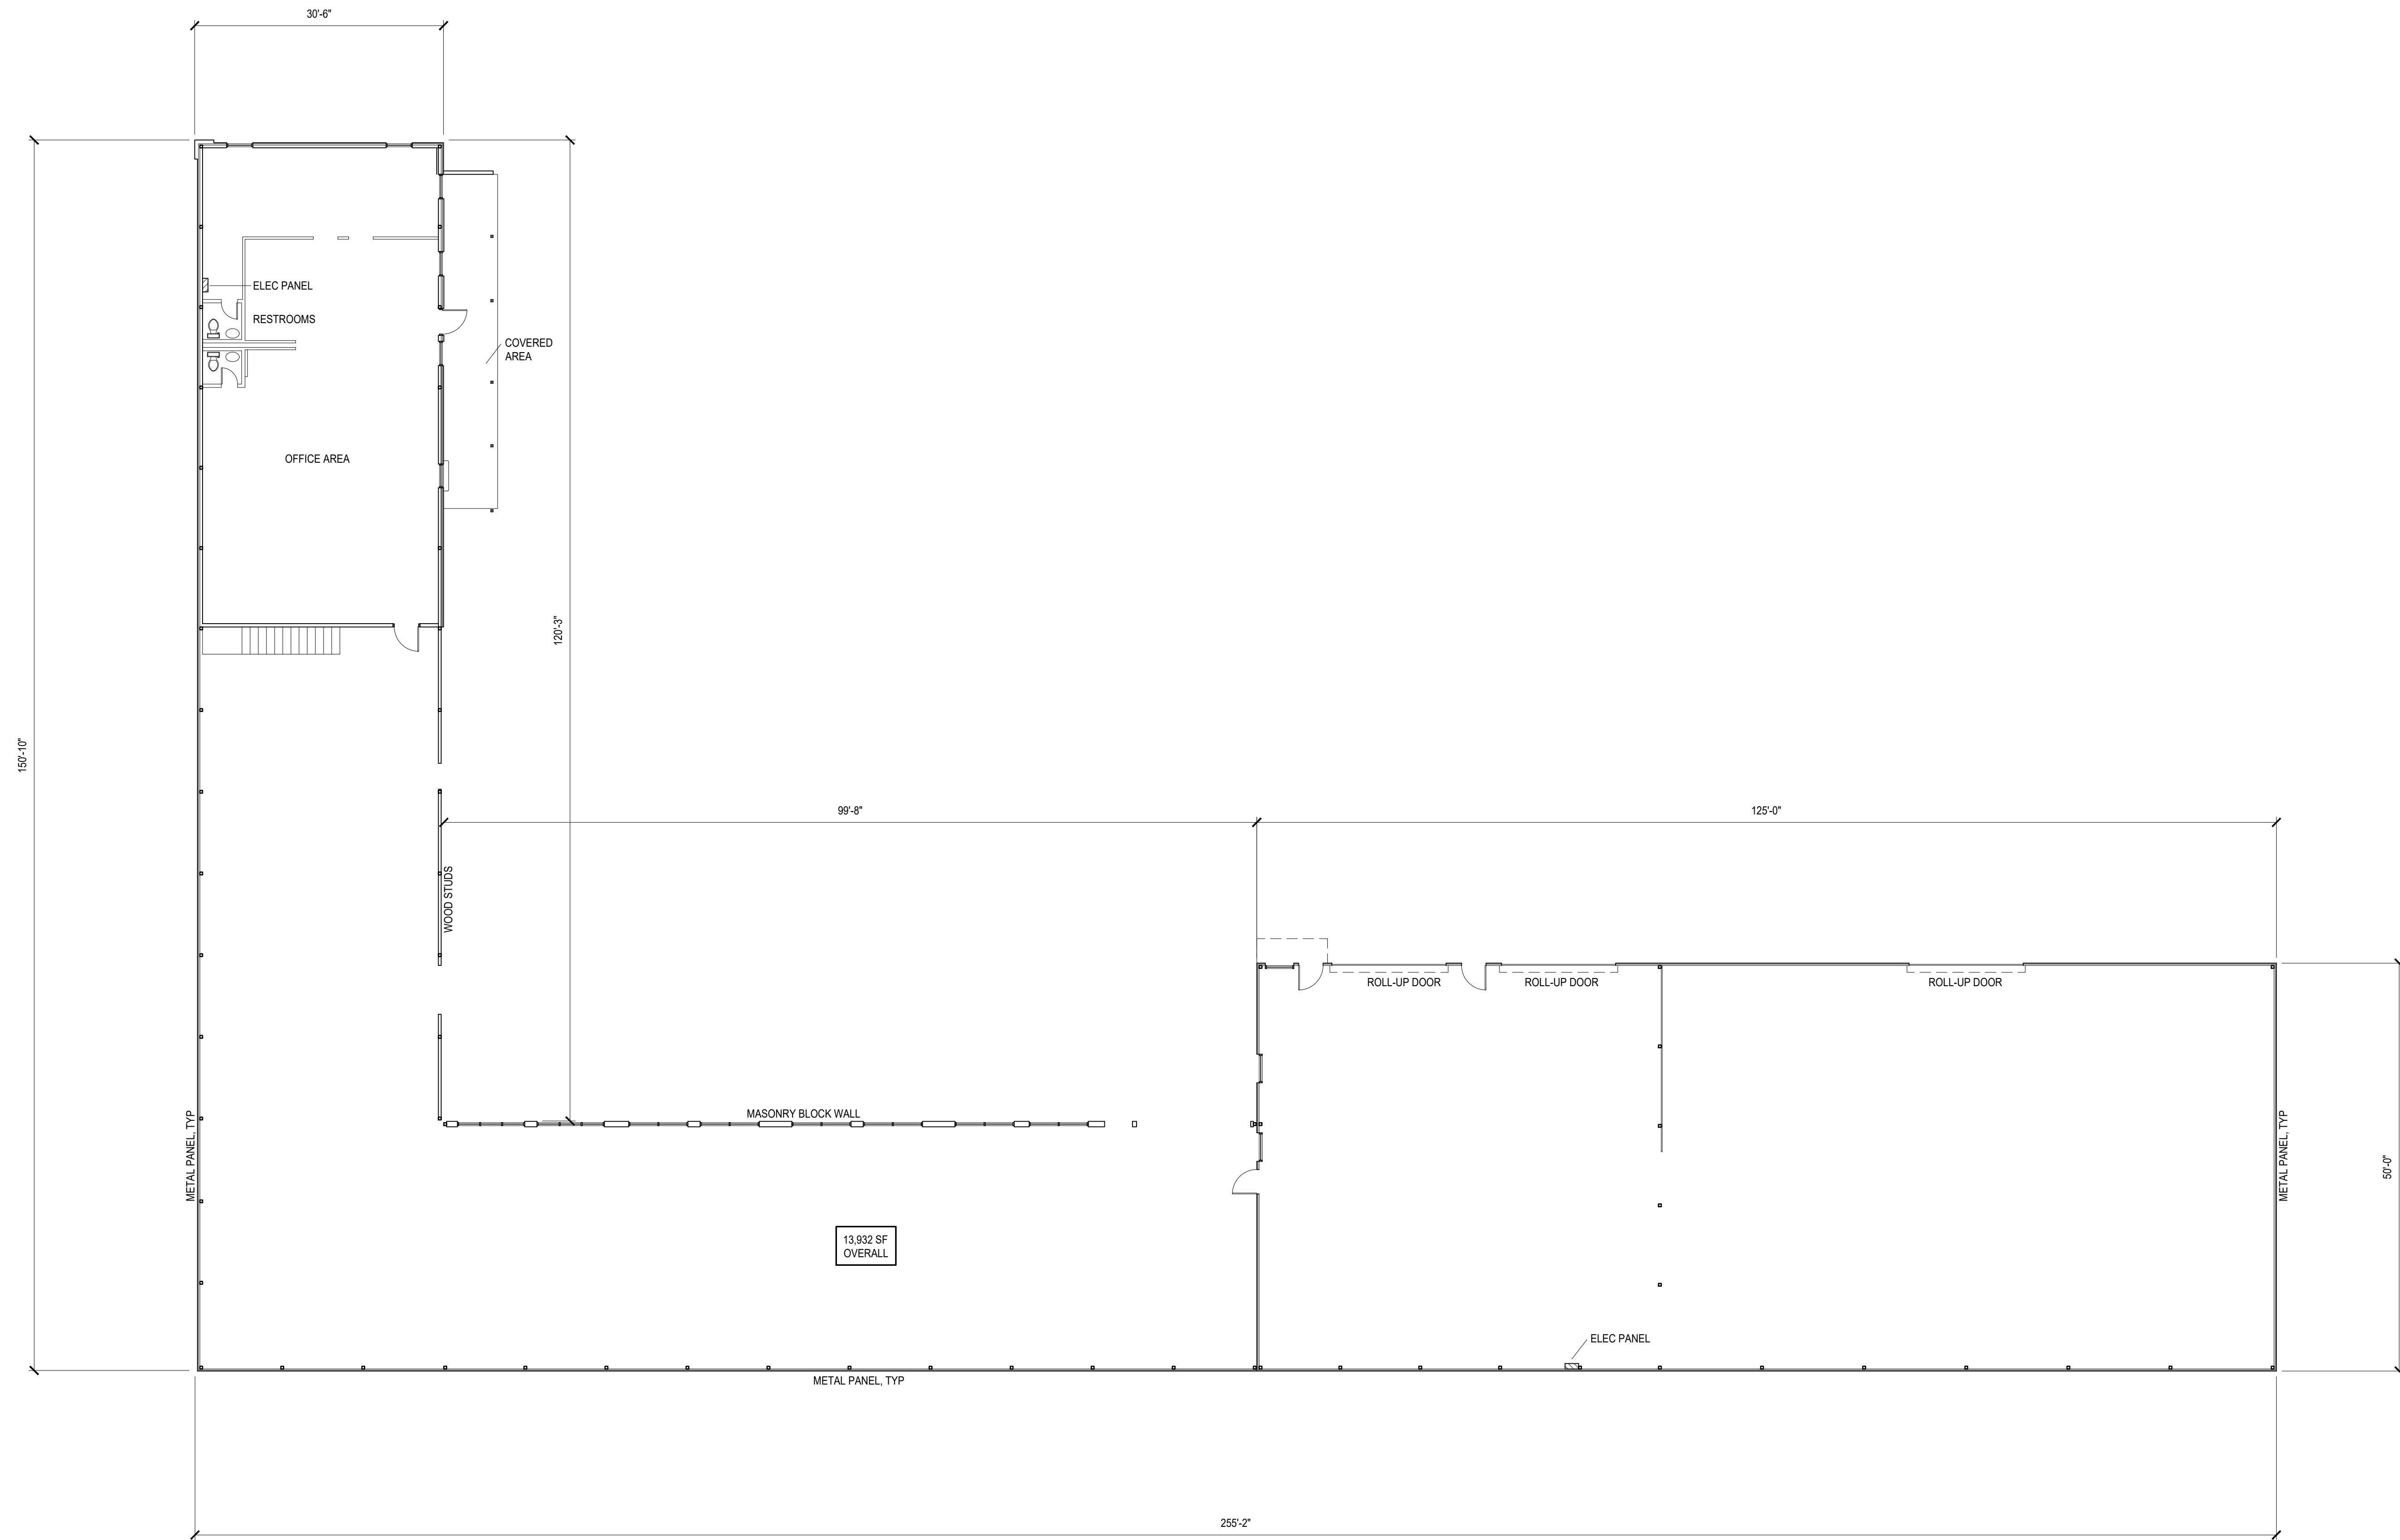 30'-6"
ELEC PANEL
RESTROOMS
COVERED
AREA
OFFICE AREA
120'-3"
150'-10"
99'-8"
125'-0"
WOOD STUDS
ROLL-UP DOOR
ROLL-UP DOOR
ROLL-UP DOOR
MASONRY BLOCK WALL
METAL PANEL, TYP
METAL PANEL, TYP
50'-0"
13,932 SF
OVERALL
ELEC PANEL
METAL PANEL, TYP
255'-2"